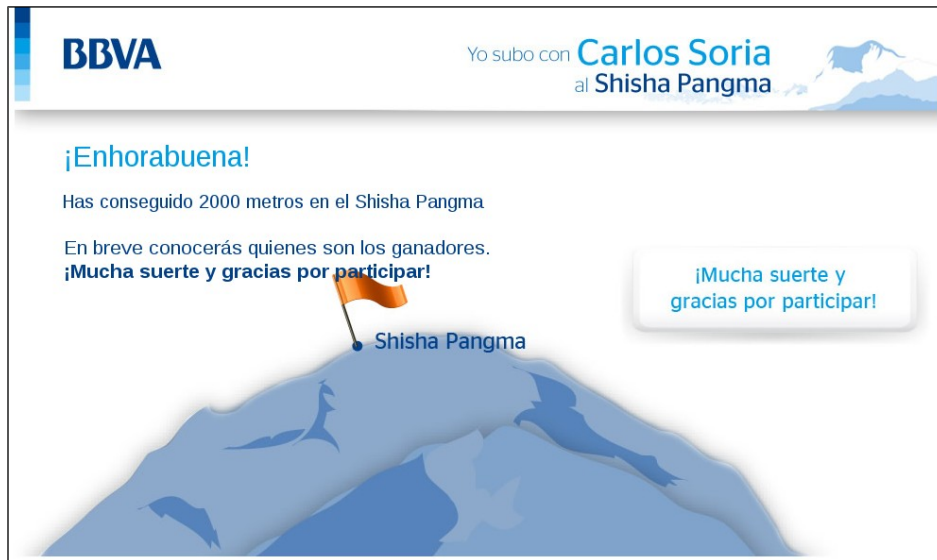 BBVA
Yo subo con Carlos Soria
al Shisha Pangma
¡Enhorabuena!
Has conseguido 2000 metros en el Shisha Pangma
En breve conocerás quienes son los ganadores.
¡Mucha suerte y gracias por participar!
¡Mucha suerte y
gracias por participar!
Shisha Pangma